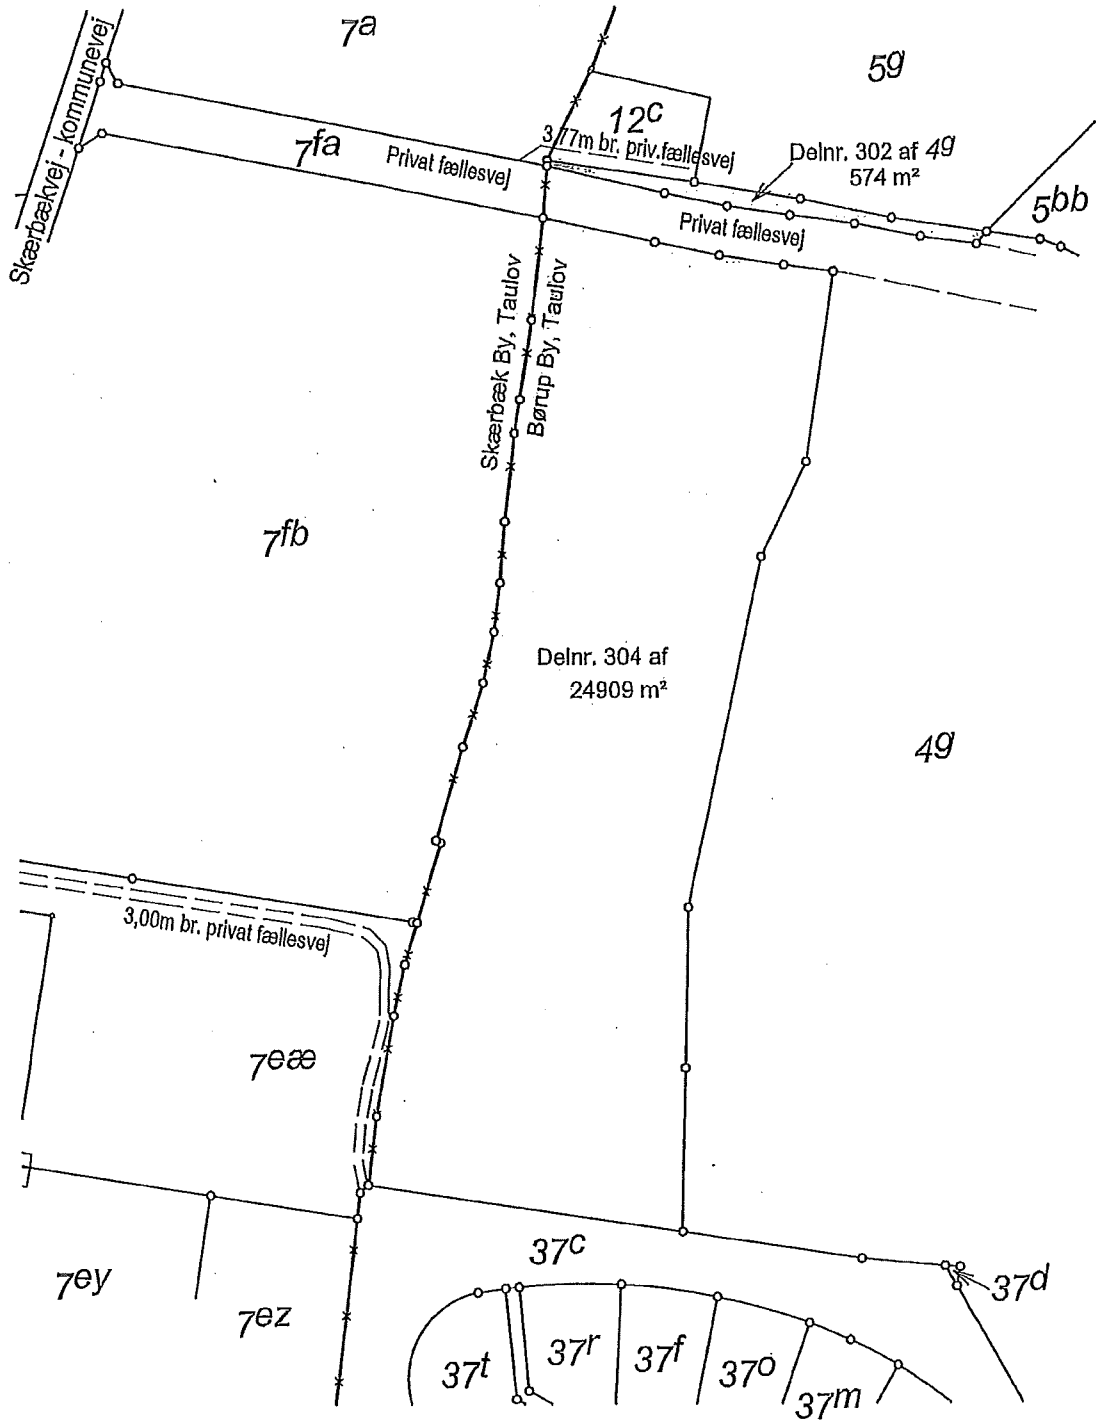 7a
5g
12c
Skærbækvej - kommunevej
7fa
Privat fællesvej
3,77m br. priv.fællesvej
Delnr. 302 af 4g
574 m²
5bb
Privat fællesvej
Skærbæk By, Taulov
Børup By, Taulov
7fb
Delnr. 304 af
24909 m²
4g
3,00m br. privat fællesvej
7eæ
37c
37d
7ey
7ez
37t
37r
37f
37o
37m